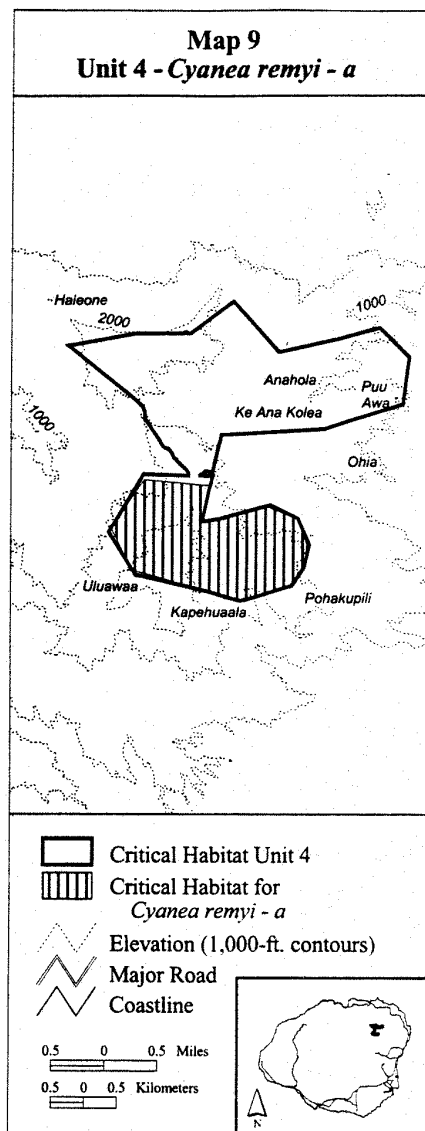 Map 9
Unit 4 - Cyanea remyi - a
Haleone
2000
1000
Anahola
Puu
Awa
Ke Ana Kolea
1000
Ohia
Uluawaa
Pohakupili
Kapehuaala
Critical Habitat Unit 4
Critical Habitat for
Cyanea remyi - a
Elevation (1,000-ft. contours)
Major Road
Coastline
0.5 0 0.5 Miles
0.5 0 0.5 Kilometers
N